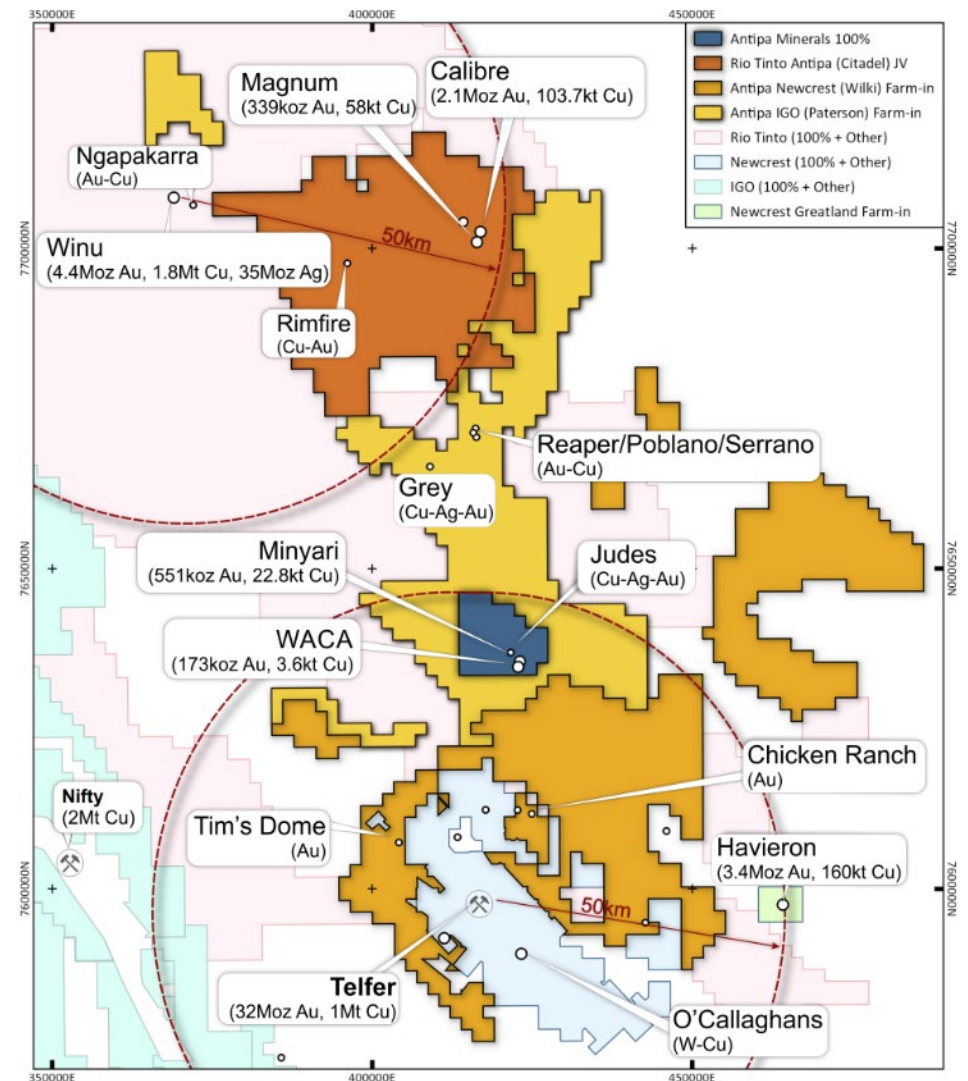 350000E
400000E
450000E
Antipa Minerals 100%
Rio Tinto Antipa (Citadel) JV
Antipa Newcrest (Wilki) Farm-in
Antipa IGO (Paterson) Farm-in
Rio Tinto (100% + Other)
Newcrest (100% + Other)
IGO (100% + Other)
Newcrest Greatland Farm-in
Magnum
(339koz Au, 58kt Cu)
Calibre
(2.1Moz Au, 103.7kt Cu)
Ngapakarra
(Au-Cu)
Winu
(4.4Moz Au, 1.8Mt Cu, 35Moz Ag)
50km
7700000N
7700000N
Rimfire
(Cu-Au)
Reaper/Poblano/Serrano
(Au-Cu)
Grey
(Cu-Ag-Au)
Minyari
(551koz Au, 22.8kt Cu)
Judes
(Cu-Ag-Au)
7650000N
7650000N
WACA
(173koz Au, 3.6kt Cu)
Chicken Ranch
(Au)
Nifty
(2Mt Cu)
Tim's Dome
(Au)
Havieron
(3.4Moz Au, 160kt Cu)
7600000N
7600000N
50km
Telfer
(32Moz Au, 1Mt Cu)
O'Callaghans
(W-Cu)
350000E
400000E
450000E